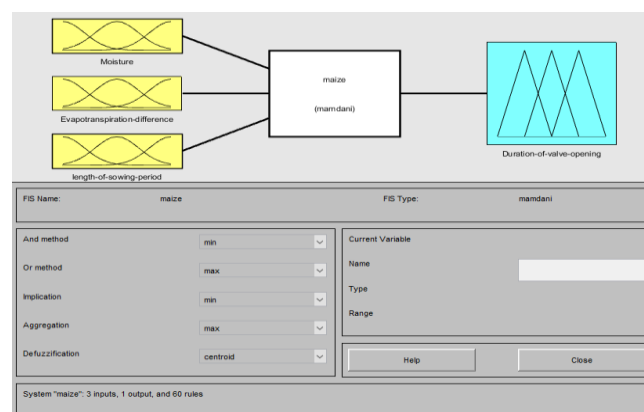 Moisture
Evapotranspiration-difference
length-of-sowing-period
maize
(mamdani)
Duration-of-valve-opening
FIS Name: maize FIS Type: mamdani
And method min
Or method max
Implication min
Aggregation max
Defuzzification centroid
Current Variable
Name
Type
Range
Help Close
System "maize": 3 inputs, 1 output, and 60 rules